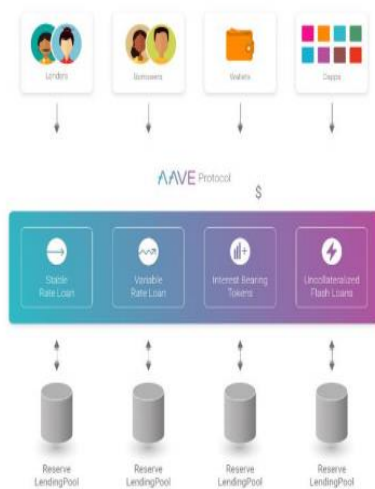 Lenders
Borrowers
Wallets
Dapps
AAVE Protocol
$
Stable
Rate Loan
Variable
Rate Loan
Interest Bearing
Tokens
Uncollateralized
Flash Loans
Reserve
LendingPool
Reserve
LendingPool
Reserve
LendingPool
Reserve
LendingPool